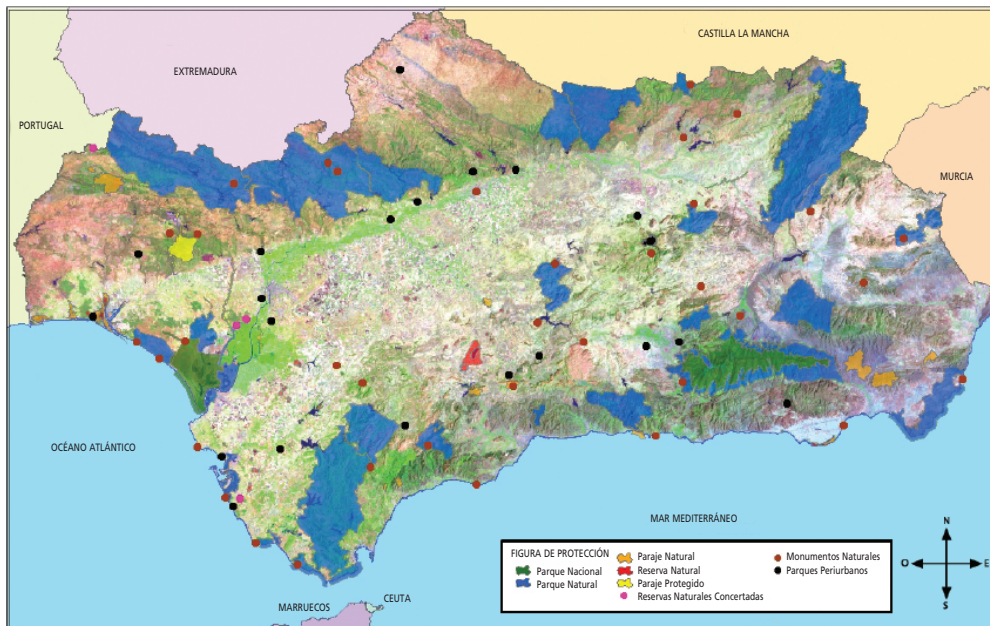 CASTILLA LA MANCHA
EXTREMADURA
PORTUGAL
MURCIA
OCÉANO ATLÁNTICO
MAR MEDITERRÁNEO
MARRUECOS
CEUTA
FIGURA DE PROTECCIÓN
Parque Nacional
Parque Natural
Paraje Natural
Reserva Natural
Paraje Protegido
Reservas Naturales Concertadas
Monumentos Naturales
Parques Periurbanos
N
O
E
S